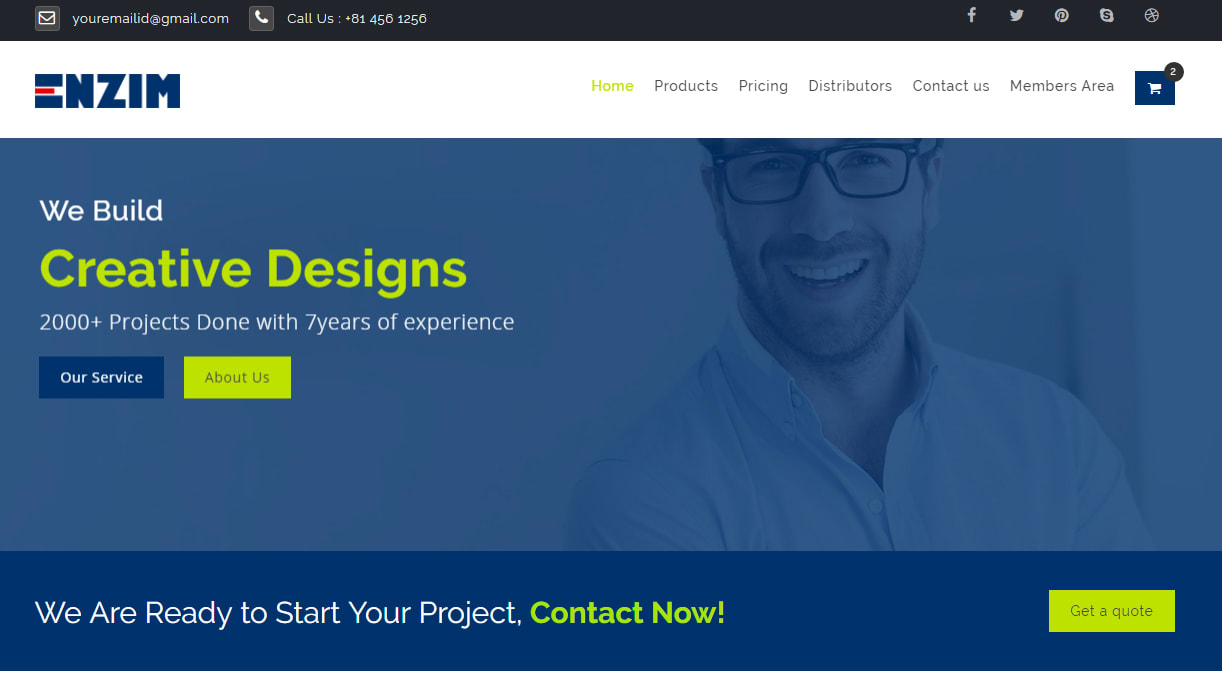 youremailid@gmail.com Call Us : +81 456 1256
ENZIM
Home Products Pricing Distributors Contact us Members Area 2
We Build
Creative Designs
2000+ Projects Done with 7years of experience
Our Service About Us
We Are Ready to Start Your Project, Contact Now! Get a quote